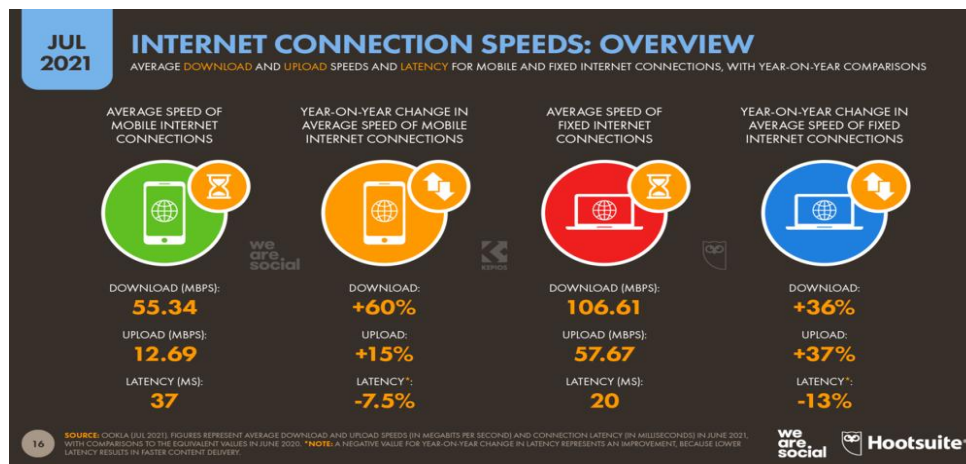 JUL
2021
INTERNET CONNECTION SPEEDS: OVERVIEW
AVERAGE DOWNLOAD AND UPLOAD SPEEDS AND LATENCY FOR MOBILE AND FIXED INTERNET CONNECTIONS, WITH YEAR-ON-YEAR COMPARISONS
AVERAGE SPEED OF
MOBILE INTERNET
CONNECTIONS
DOWNLOAD (MBPS):
55.34
UPLOAD (MBPS):
12.69
LATENCY (MS):
37
YEAR-ON-YEAR CHANGE IN
AVERAGE SPEED OF MOBILE
INTERNET CONNECTIONS
DOWNLOAD:
+60%
UPLOAD:
+15%
LATENCY*:
-7.5%
AVERAGE SPEED OF
FIXED INTERNET
CONNECTIONS
DOWNLOAD (MBPS):
106.61
UPLOAD (MBPS):
57.67
LATENCY (MS):
20
YEAR-ON-YEAR CHANGE IN
AVERAGE SPEED OF FIXED
INTERNET CONNECTIONS
DOWNLOAD:
+36%
UPLOAD:
+37%
LATENCY*:
-13%
we
are
social
KEPIOS
16
SOURCE: OOKLA (JUL 2021). FIGURES REPRESENT AVERAGE DOWNLOAD AND UPLOAD SPEEDS (IN MEGABITS PER SECOND) AND CONNECTION LATENCY (IN MILLISECONDS) IN JUNE 2021,
WITH COMPARISONS TO THE EQUIVALENT VALUES IN JUNE 2020. *NOTE: A NEGATIVE VALUE FOR YEAR-ON-YEAR CHANGE IN LATENCY REPRESENTS AN IMPROVEMENT, BECAUSE LOWER
LATENCY RESULTS IN FASTER CONTENT DELIVERY.
we
are
social
Hootsuite®